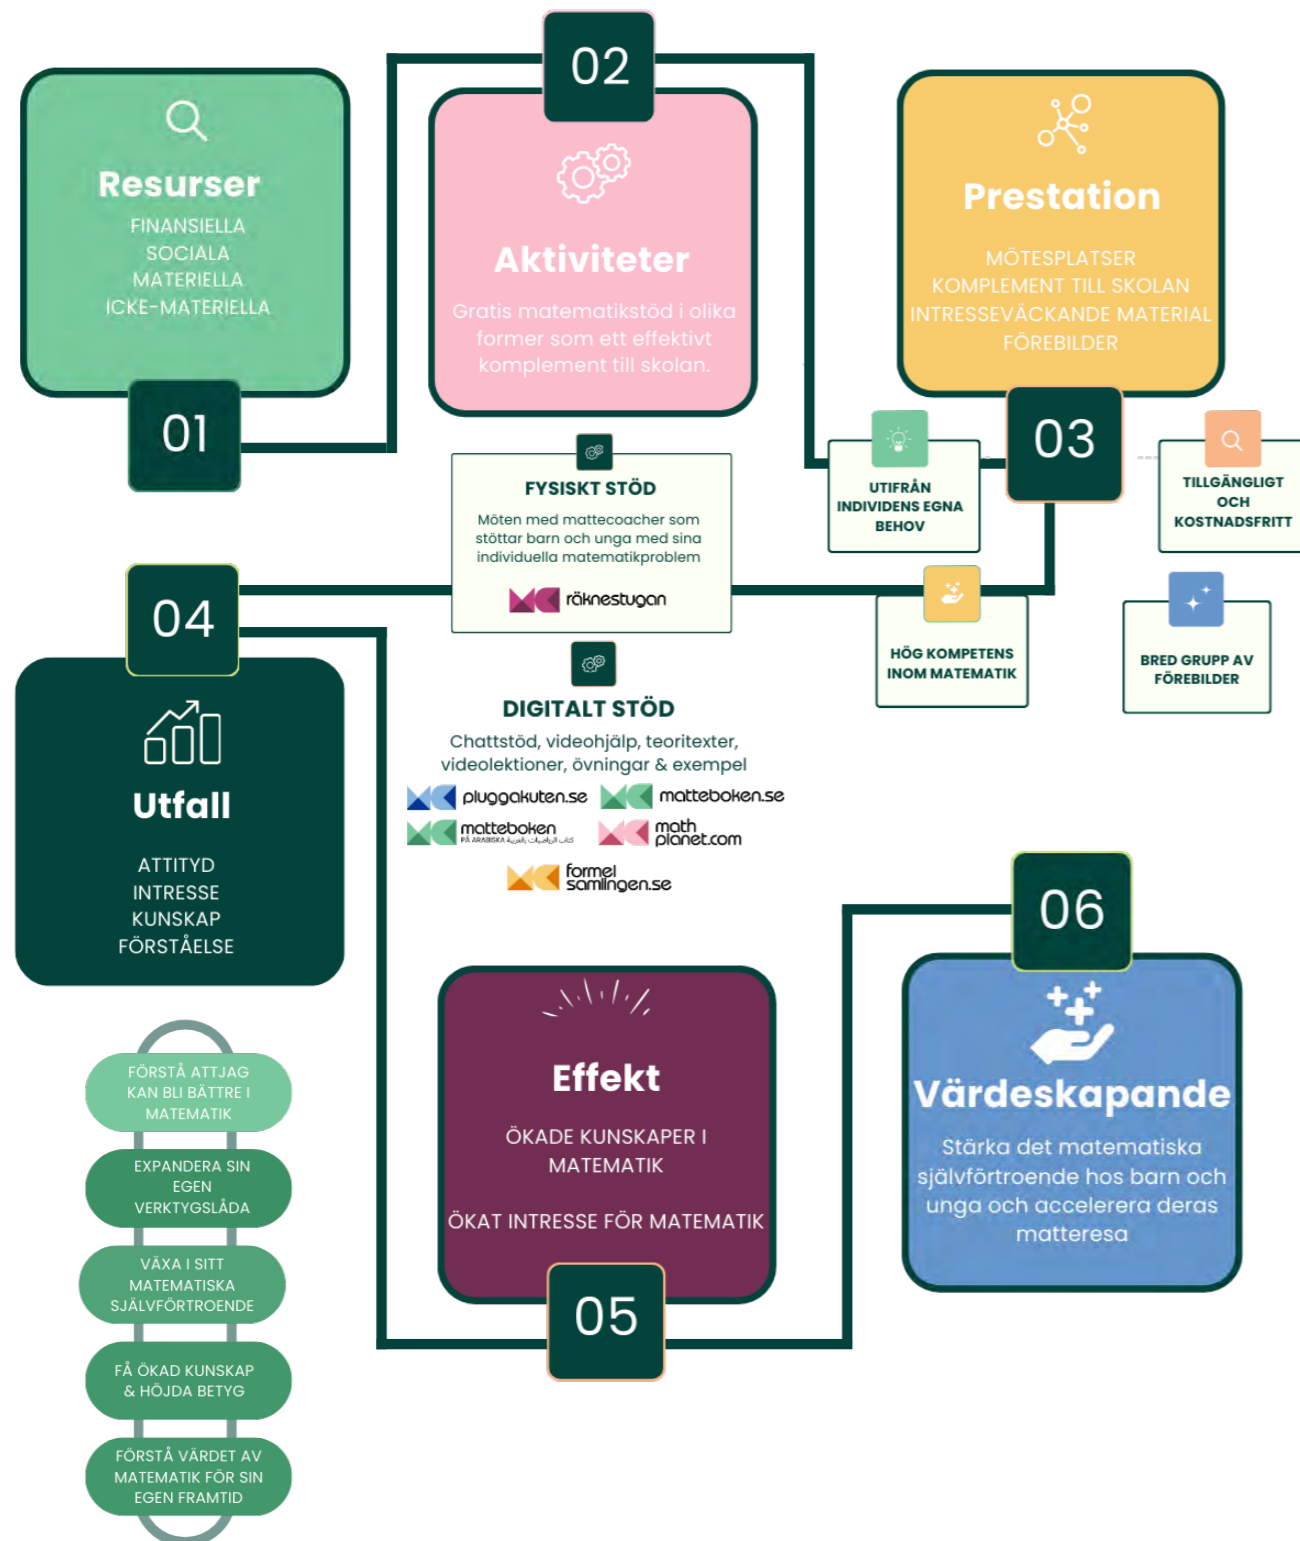 01
Resurser
FINANSIELLA
SOCIALA
MATERIELLA
ICKE-MATERIELLA
02
Aktiviteter
Gratis matematikstöd i olika
former som ett effektivt
komplement till skolan.
FYSISKT STÖD
Möten med mattecoacher som
stöttar barn och unga med sina
individuella matematikproblem
räknestugan
DIGITALT STÖD
Chattstöd, videohjälp, teoritexter,
videolektioner, övningar & exempel
pluggakuten.se
matteboken.se
matteboken
PÅ ARABISKA كتاب الرياضيات بالعربية
math
planet.com
formel
samlingen.se
03
Prestation
MÖTESPLATSER
KOMPLEMENT TILL SKOLAN
INTRESSEVÄCKANDE MATERIAL
FÖREBILDER
UTIFRÅN
INDIVIDENS EGNA
BEHOV
TILLGÄNGLIGT
OCH
KOSTNADSFRITT
HÖG KOMPETENS
INOM MATEMATIK
BRED GRUPP AV
FÖREBILDER
04
Utfall
ATTITYD
INTRESSE
KUNSKAP
FÖRSTÅELSE
FÖRSTÅ ATTJAG
KAN BLI BÄTTRE I
MATEMATIK
EXPANDERA SIN
EGEN
VERKTYGSLÅDA
VÄXA I SITT
MATEMATISKA
SJÄLVFÖRTROENDE
FÅ ÖKAD KUNSKAP
& HÖJDA BETYG
FÖRSTÅ VÄRDET AV
MATEMATIK FÖR SIN
EGEN FRAMTID
Effekt
ÖKADE KUNSKAPER I
MATEMATIK
ÖKAT INTRESSE FÖR MATEMATIK
05
06
Värdeskapande
Stärka det matematiska
självförtroende hos barn och
unga och accelerera deras
matteresa